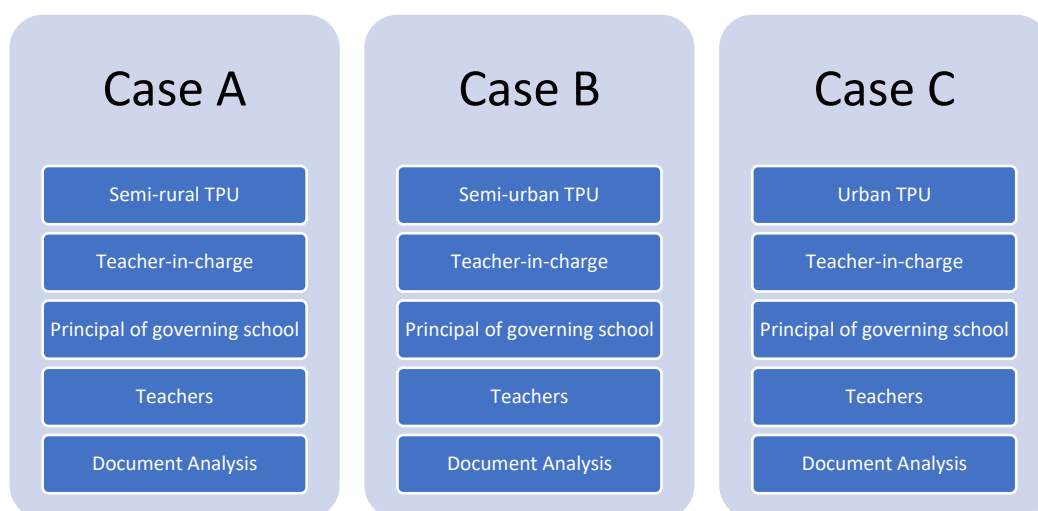 Case A
Semi-rural TPU
Teacher-in-charge
Principal of governing school
Teachers
Document Analysis
Case B
Semi-urban TPU
Teacher-in-charge
Principal of governing school
Teachers
Document Analysis
Case C
Urban TPU
Teacher-in-charge
Principal of governing school
Teachers
Document Analysis